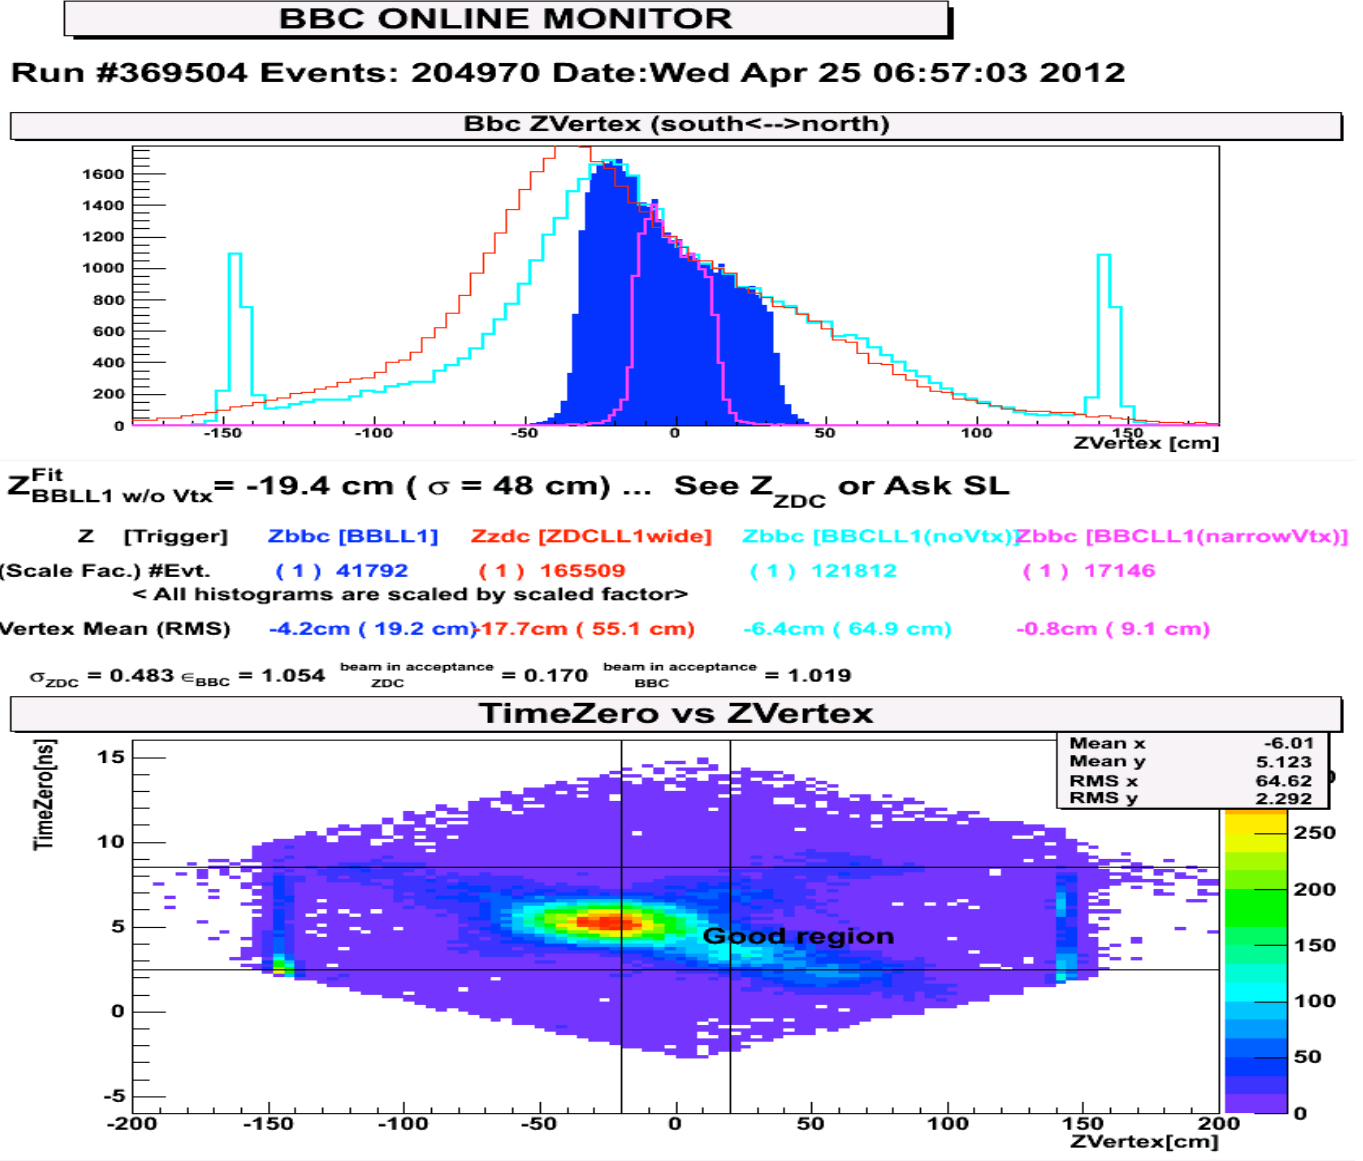 BBC ONLINE MONITOR
Run #369504 Events: 204970 Date:Wed Apr 25 06:57:03 2012
Bbc ZVertex (south<-->north)
1600
1400
1200
1000
800
600
400
200
0
-150 -100 -50 0 50 100 150
ZVertex [cm]
Z Fit BBLL1 w/o Vtx = -19.4 cm ( σ = 48 cm) ... See Z ZDC or Ask SL
Z [Trigger] Zbbc [BBLL1] Zzdc [ZDCLL1wide] Zbbc [BBCLL1(noVtx)] Zbbc [BBCLL1(narrowVtx)]
(Scale Fac.) #Evt. ( 1 ) 41792 ( 1 ) 165509 ( 1 ) 121812 ( 1 ) 17146
< All histograms are scaled by scaled factor>
Vertex Mean (RMS) -4.2cm ( 19.2 cm) -17.7cm ( 55.1 cm) -6.4cm ( 64.9 cm) -0.8cm ( 9.1 cm)
σZDC = 0.483 ∈BBC = 1.054 beam in acceptance ZDC = 0.170 beam in acceptance BBC = 1.019
TimeZero vs ZVertex
TimeZero[ns]
Mean x -6.01
Mean y 5.123
RMS x 64.62
RMS y 2.292
15
10
5
0
-5
Good region
250
200
150
100
50
0
-200 -150 -100 -50 0 50 100 150 200
ZVertex[cm]